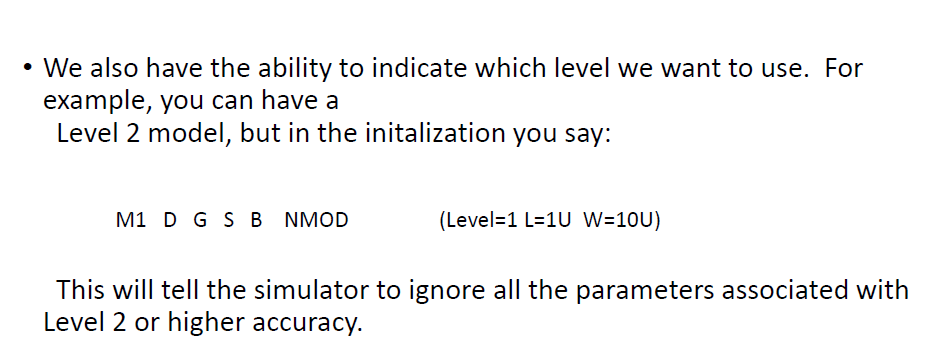 • We also have the ability to indicate which level we want to use. For
example, you can have a
Level 2 model, but in the initalization you say:
M1 D G S B NMOD (Level=1 L=1U W=10U)
This will tell the simulator to ignore all the parameters associated with
Level 2 or higher accuracy.